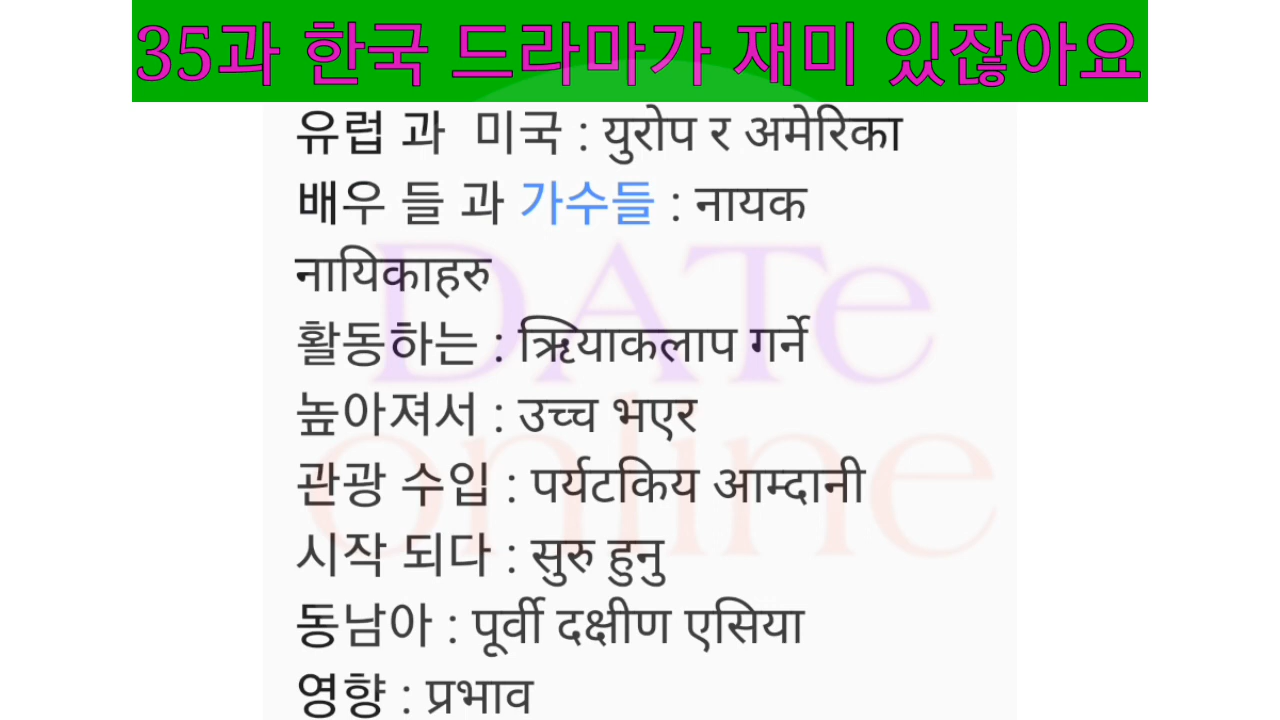 35과 한국 드라마가 재미 있잖아요
유럽 과 미국 : युरोप र अमेरिका
배우 들 과 가수들 : नायक
नायिकाहरु
활동하는 : ऋियाकलाप गर्ने
높아져서 : उच्च भएर
관광 수입 : पर्यटकिय आम्दानी
시작 되다 : सुरु हुनु
동남아 : पूर्वी दक्षीण एसिया
영향 : प्रभाव
DATe
online